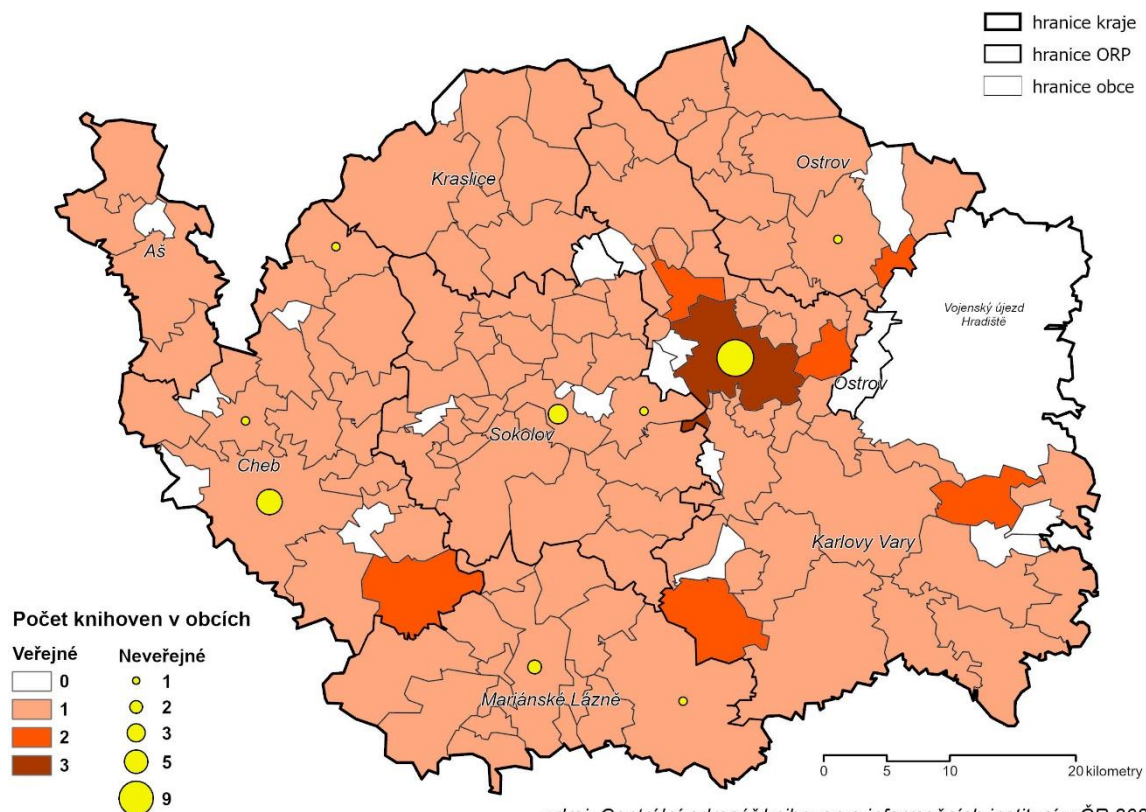 hranice kraje
hranice ORP
hranice obce
Ostrov
Kraslice
Aš
Vojenský újezd
Hradiště
Ostrov
Sokolov
Cheb
Karlovy Vary
Mariánské Lázně
Počet knihoven v obcích
Veřejné
Neveřejné
0
1
2
3
1
2
3
5
9
0 5 10 20 kilometry